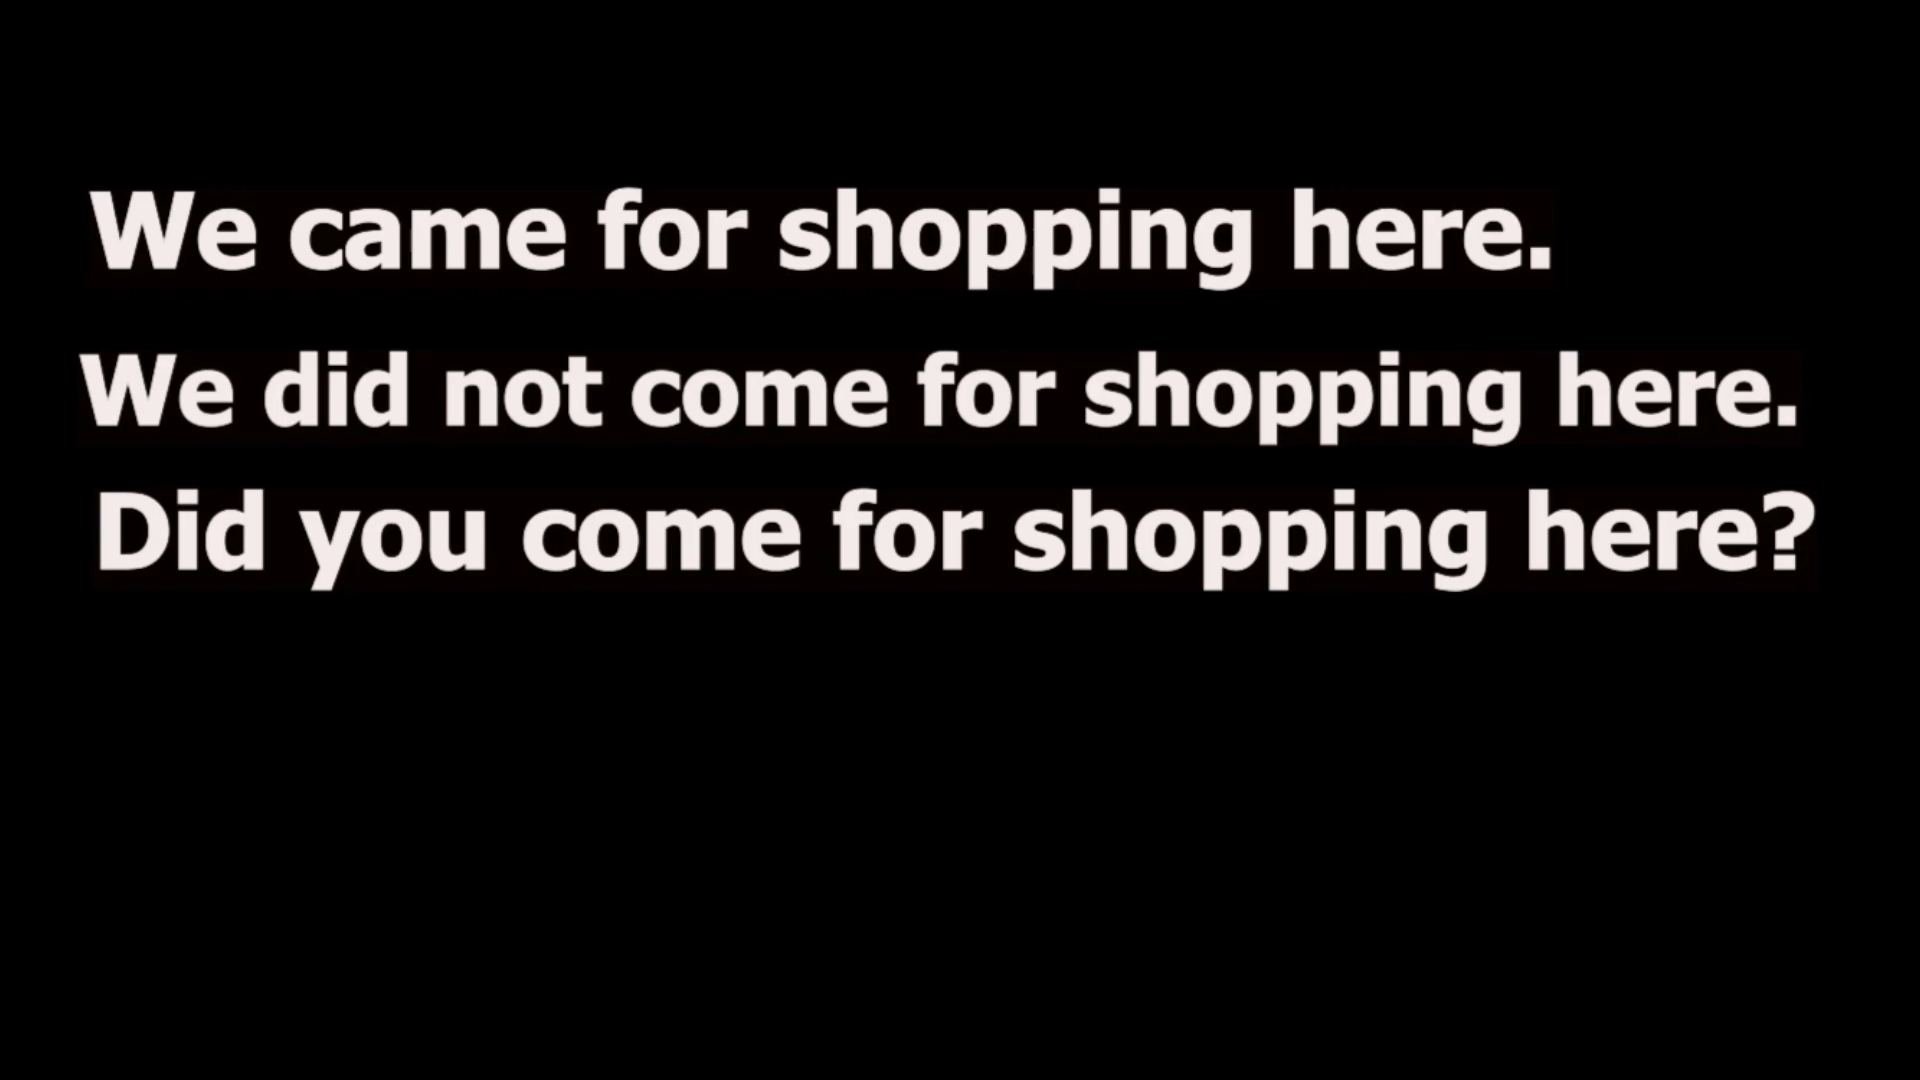 We came for shopping here.
We did not come for shopping here.
Did you come for shopping here?